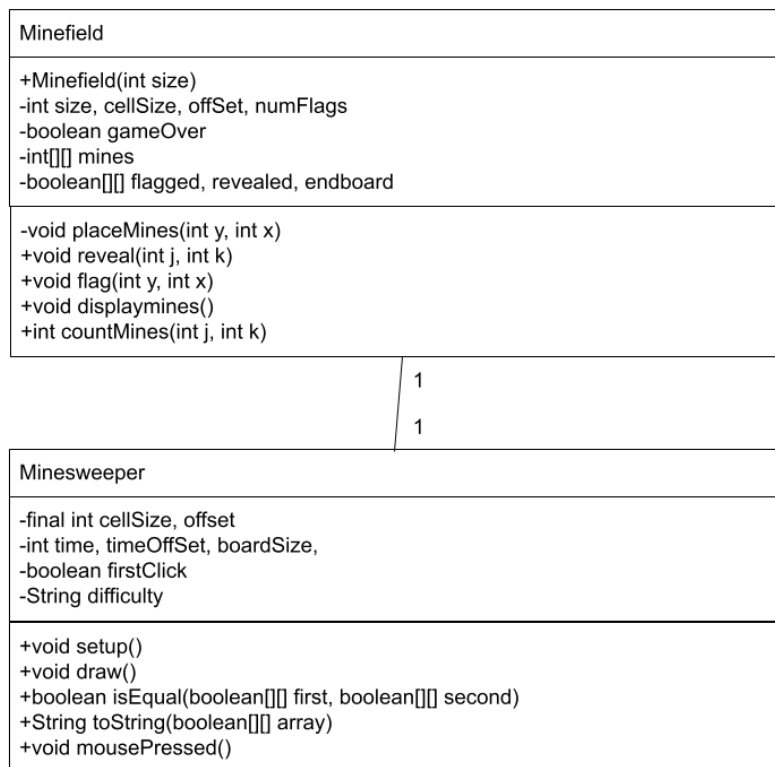 Minefield
+Minefield(int size)
-int size, cellSize, offSet, numFlags
-boolean gameOver
-int[][] mines
-boolean[][] flagged, revealed, endboard
-void placeMines(int y, int x)
+void reveal(int j, int k)
+void flag(int y, int x)
+void displaymines()
+int countMines(int j, int k)
1
1
Minesweeper
-final int cellSize, offset
-int time, timeOffSet, boardSize,
-boolean firstClick
-String difficulty
+void setup()
+void draw()
+boolean isEqual(boolean[][] first, boolean[][] second)
+String toString(boolean[][] array)
+void mousePressed()